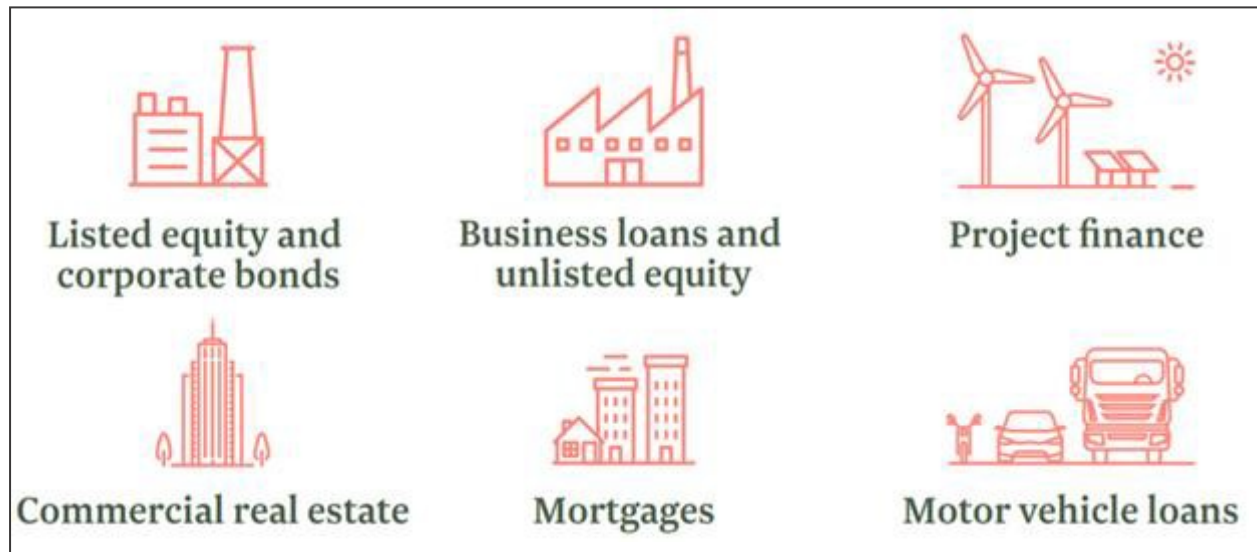 Listed equity and
corporate bonds
Business loans and
unlisted equity
Project finance
Commercial real estate
Mortgages
Motor vehicle loans